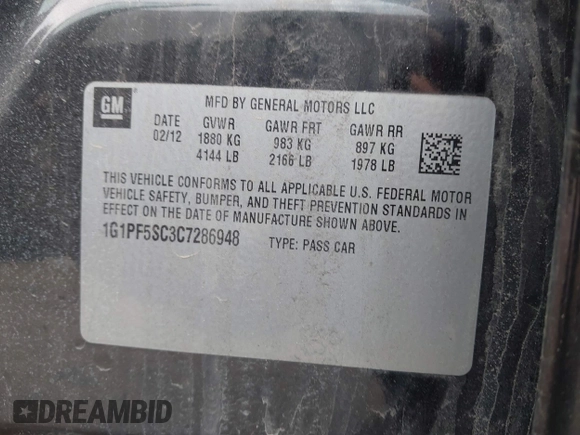 GM
MFD BY GENERAL MOTORS LLC
DATE GVWR GAWR FRT GAWR RR
02/12 1880 KG 983 KG 897 KG
4144 LB 2166 LB 1978 LB
THIS VEHICLE CONFORMS TO ALL APPLICABLE U.S. FEDERAL MOTOR
VEHICLE SAFETY, BUMPER, AND THEFT PREVENTION STANDARDS IN
EFFECT ON THE DATE OF MANUFACTURE SHOWN ABOVE.
1G1PF5SC3C7286948 TYPE: PASS CAR
DREAMBID